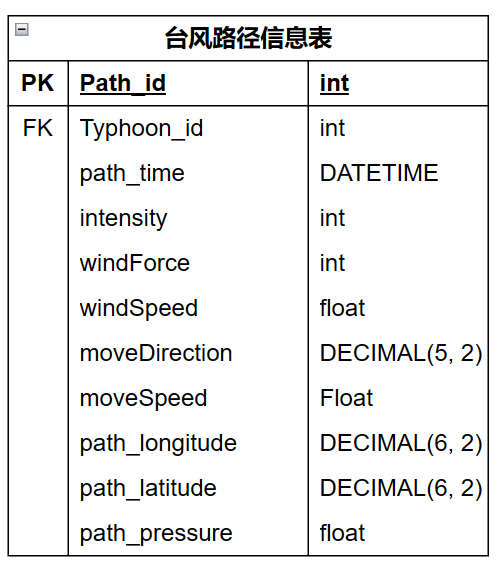 台风路径信息表
PK Path_id int
FK Typhoon_id int
path_time DATETIME
intensity int
windForce int
windSpeed float
moveDirection DECIMAL(5, 2)
moveSpeed Float
path_longitude DECIMAL(6, 2)
path_latitude DECIMAL(6, 2)
path_pressure float